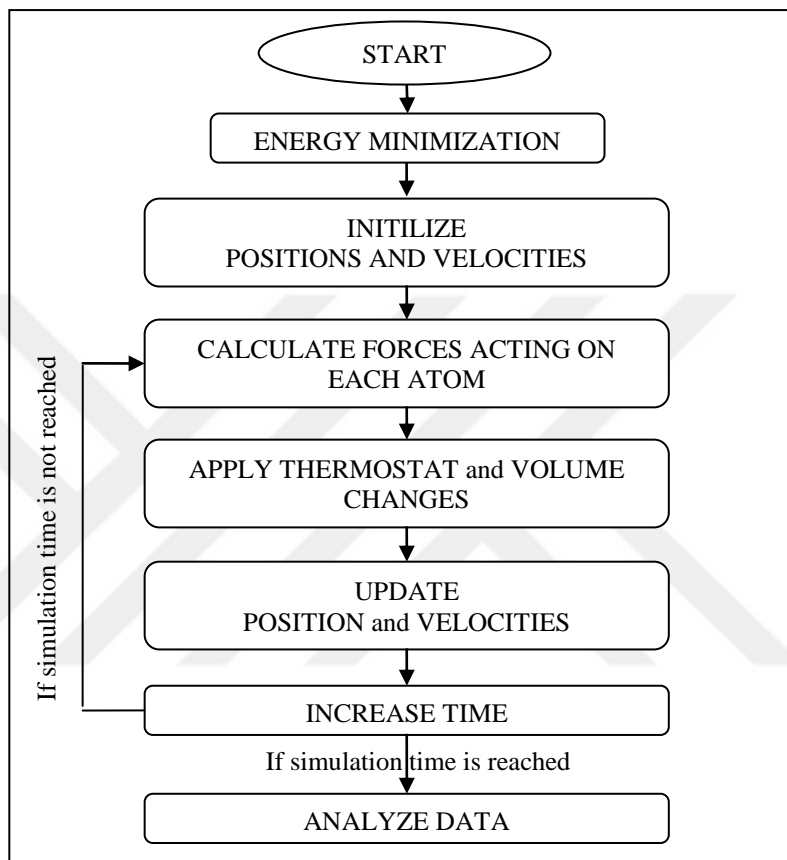 START
ENERGY MINIMIZATION
INITILIZE
POSITIONS AND VELOCITIES
CALCULATE FORCES ACTING ON
EACH ATOM
APPLY THERMOSTAT and VOLUME
CHANGES
UPDATE
POSITION and VELOCITIES
INCREASE TIME
If simulation time is not reached
If simulation time is reached
ANALYZE DATA